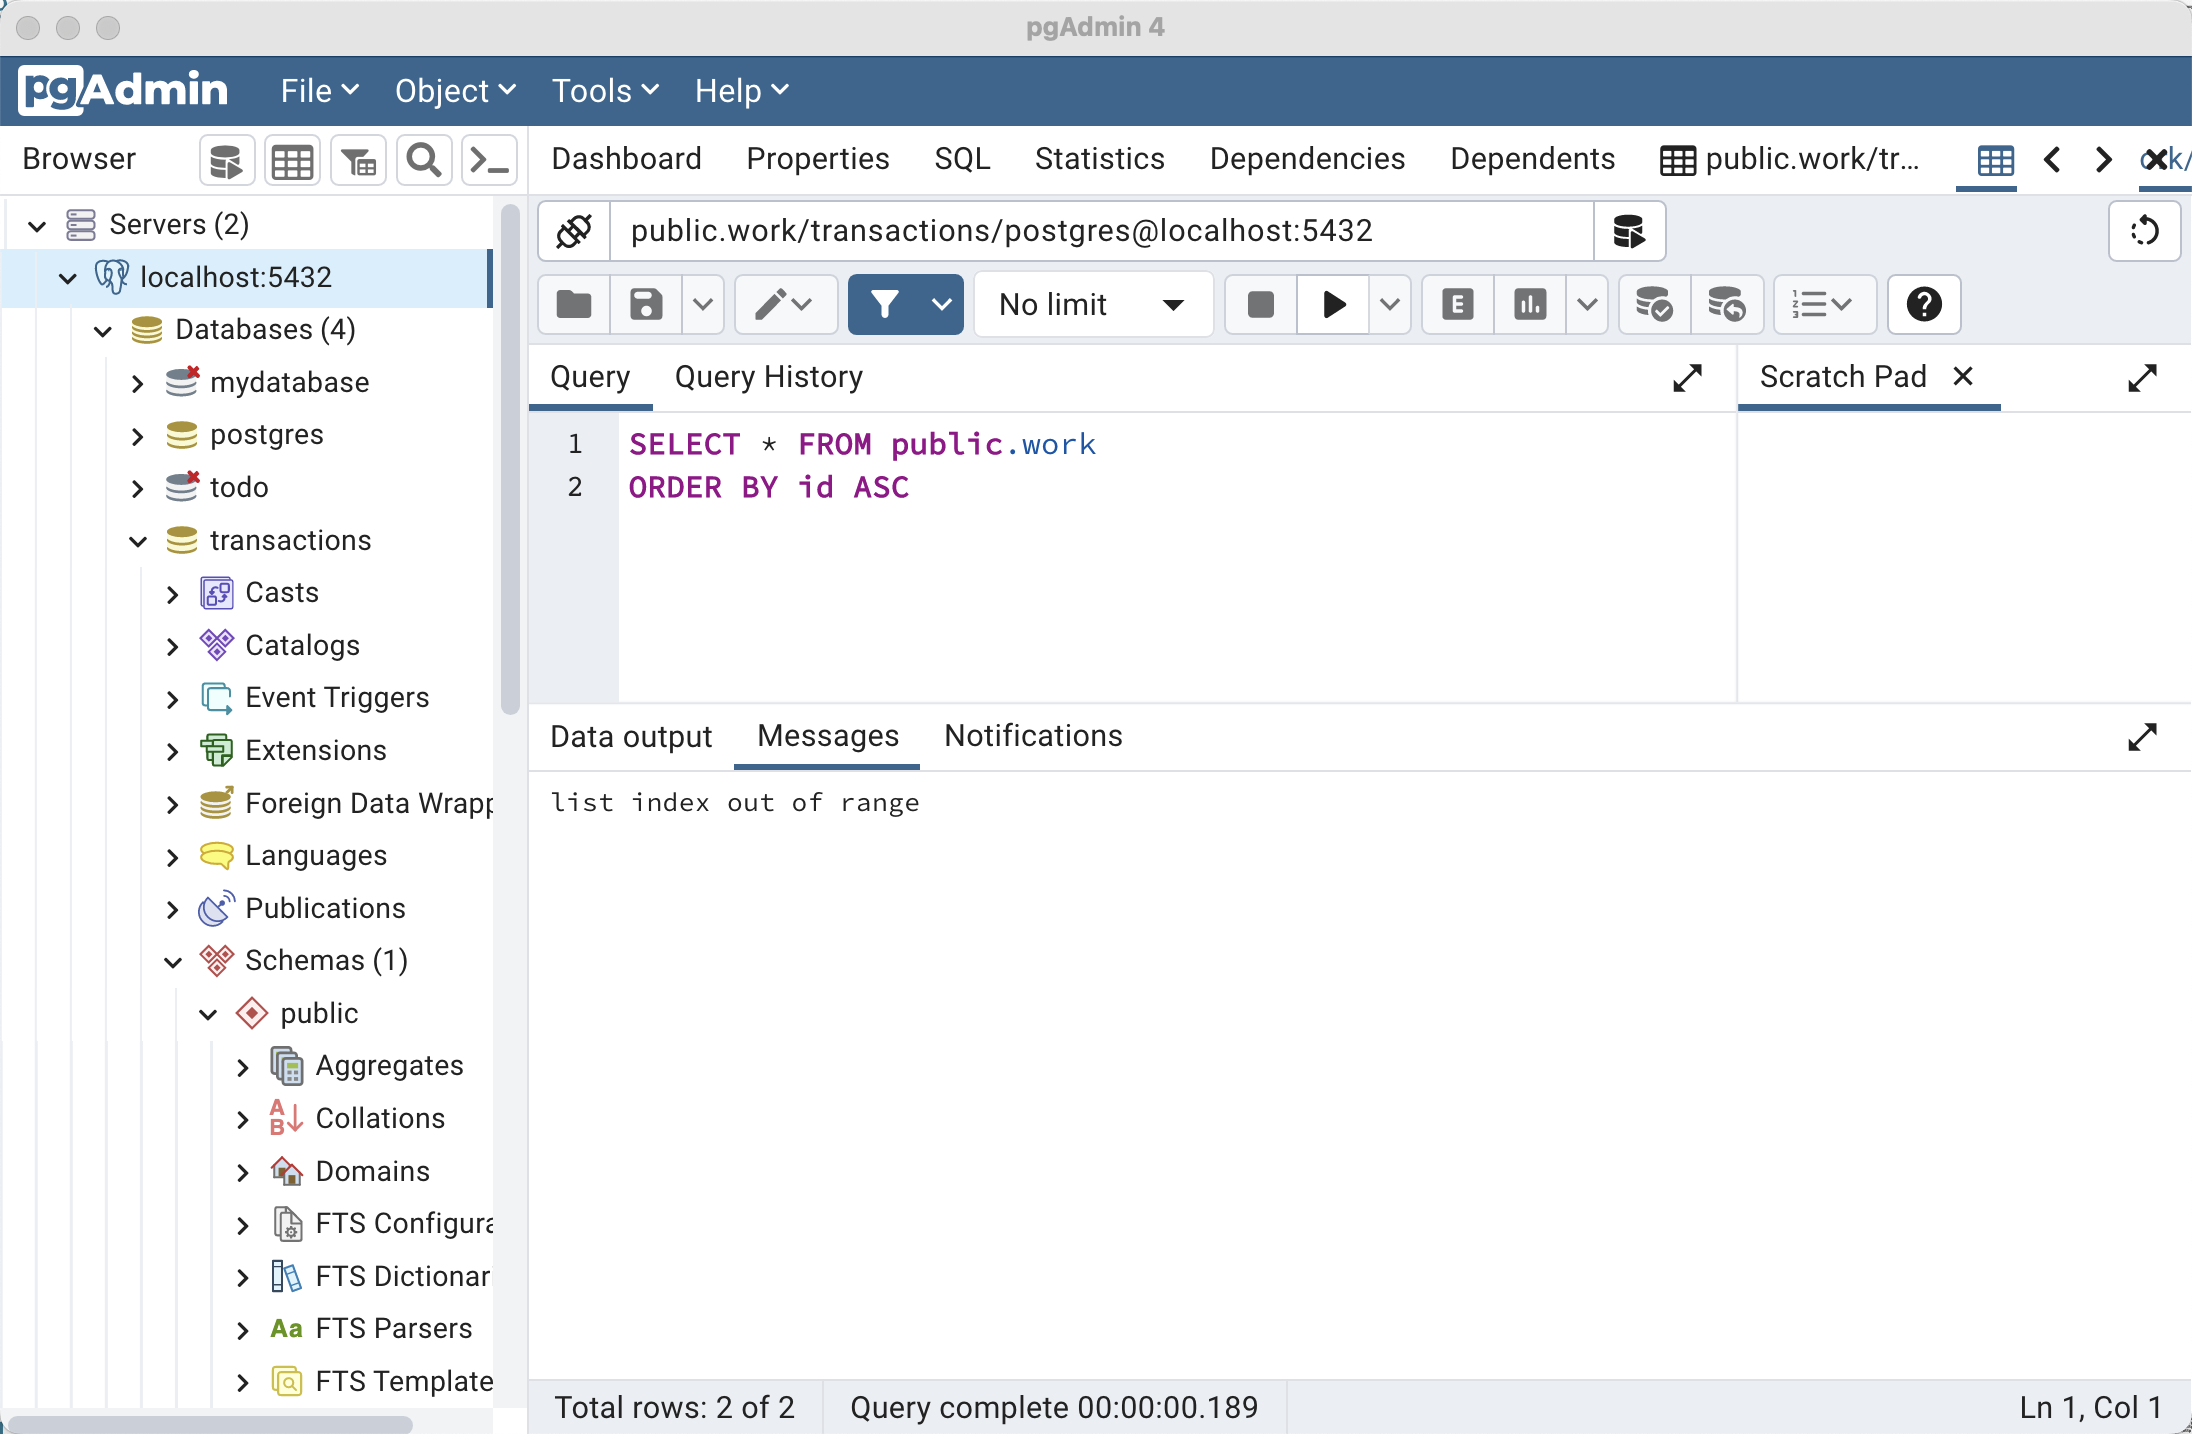 pgAdmin 4
pgAdmin File Object Tools Help
Browser
Dashboard Properties SQL Statistics Dependencies Dependents public.work/tr...
Servers (2)
localhost:5432
Databases (4)
mydatabase
postgres
todo
transactions
Casts
Catalogs
Event Triggers
Extensions
Foreign Data Wrapp
Languages
Publications
Schemas (1)
public
Aggregates
Collations
Domains
FTS Configura
FTS Dictionari
Aa FTS Parsers
FTS Template
public.work/transactions/postgres@localhost:5432
No limit
E
Query Query History
Scratch Pad
1 SELECT * FROM public.work
2 ORDER BY id ASC
Data output Messages Notifications
list index out of range
Total rows: 2 of 2 Query complete 00:00:00.189 Ln 1, Col 1